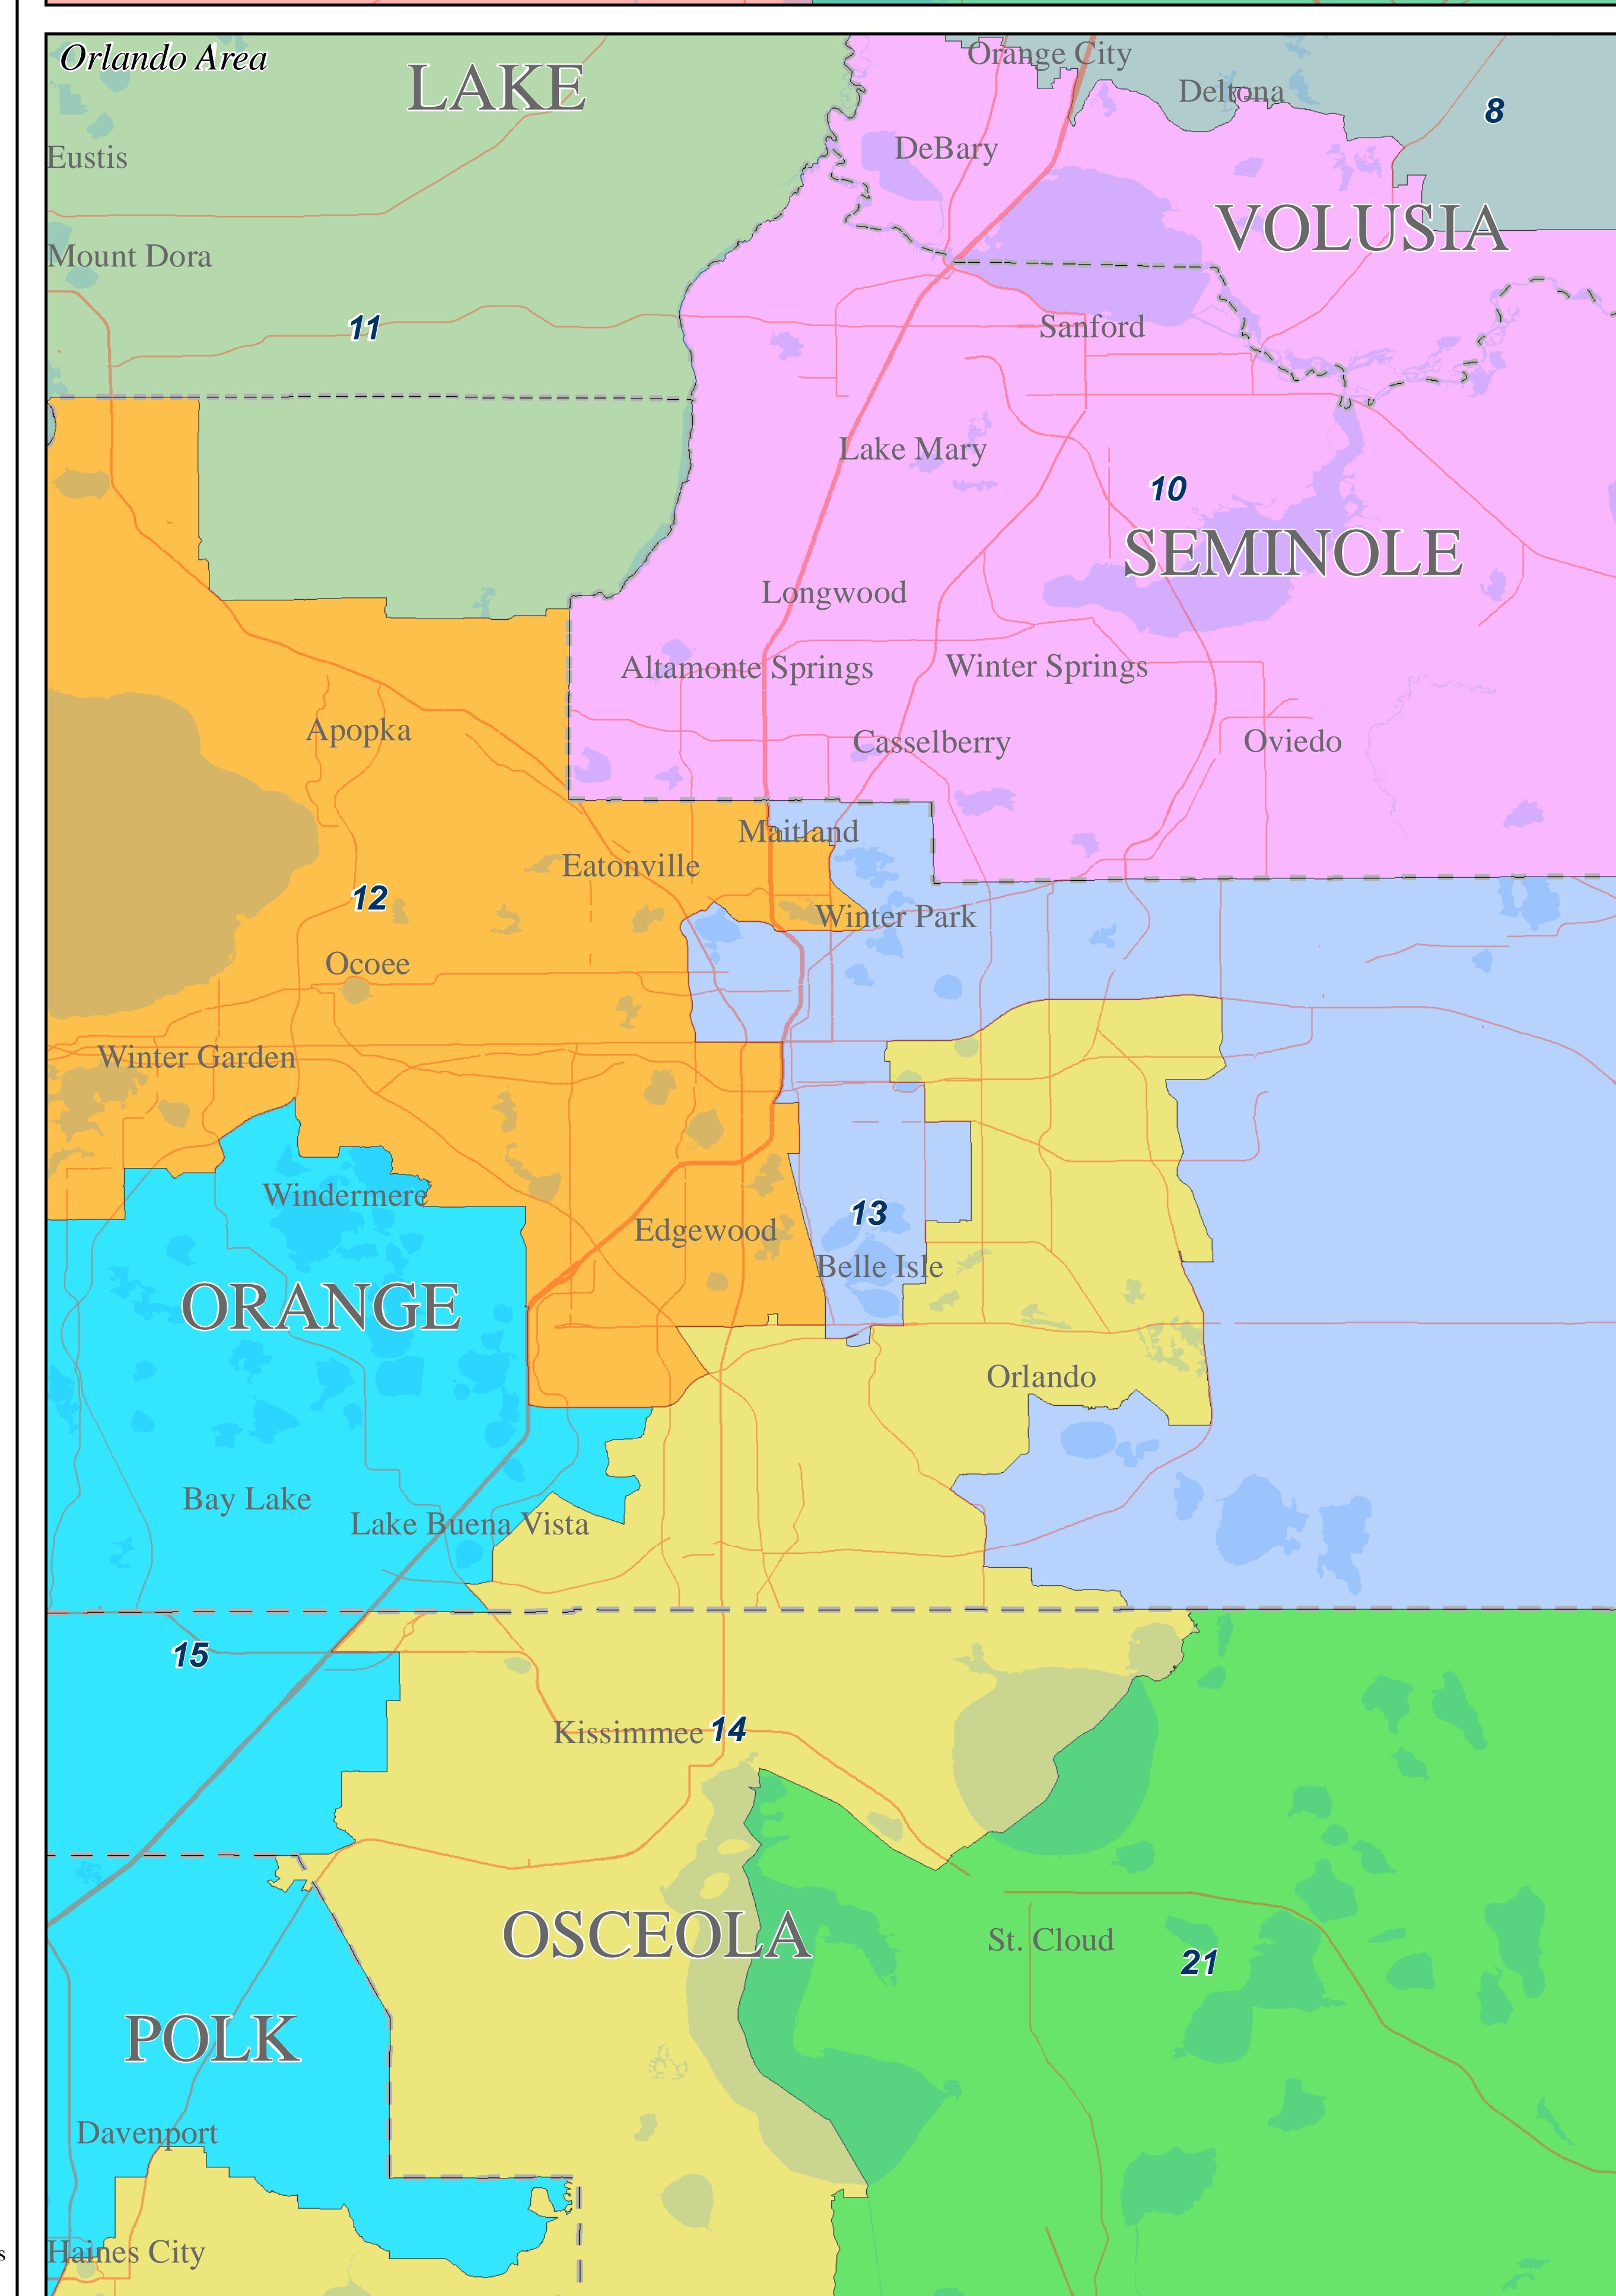 Orlando Area
LAKE
Orange City
Deltona
8
DeBary
Eustis
VOLUSIA
Mount Dora
11
Sanford
Lake Mary
10
SEMINOLE
Longwood
Altamonte Springs
Winter Springs
Apopka
Casselberry
Oviedo
Maitland
Eatonville
12
Winter Park
Ocoee
Winter Garden
Windermere
13
Edgewood
Belle Isle
ORANGE
Orlando
Bay Lake
Lake Buena Vista
15
Kissimmee
14
OSCEOLA
St. Cloud
21
POLK
Davenport
Haines City
s